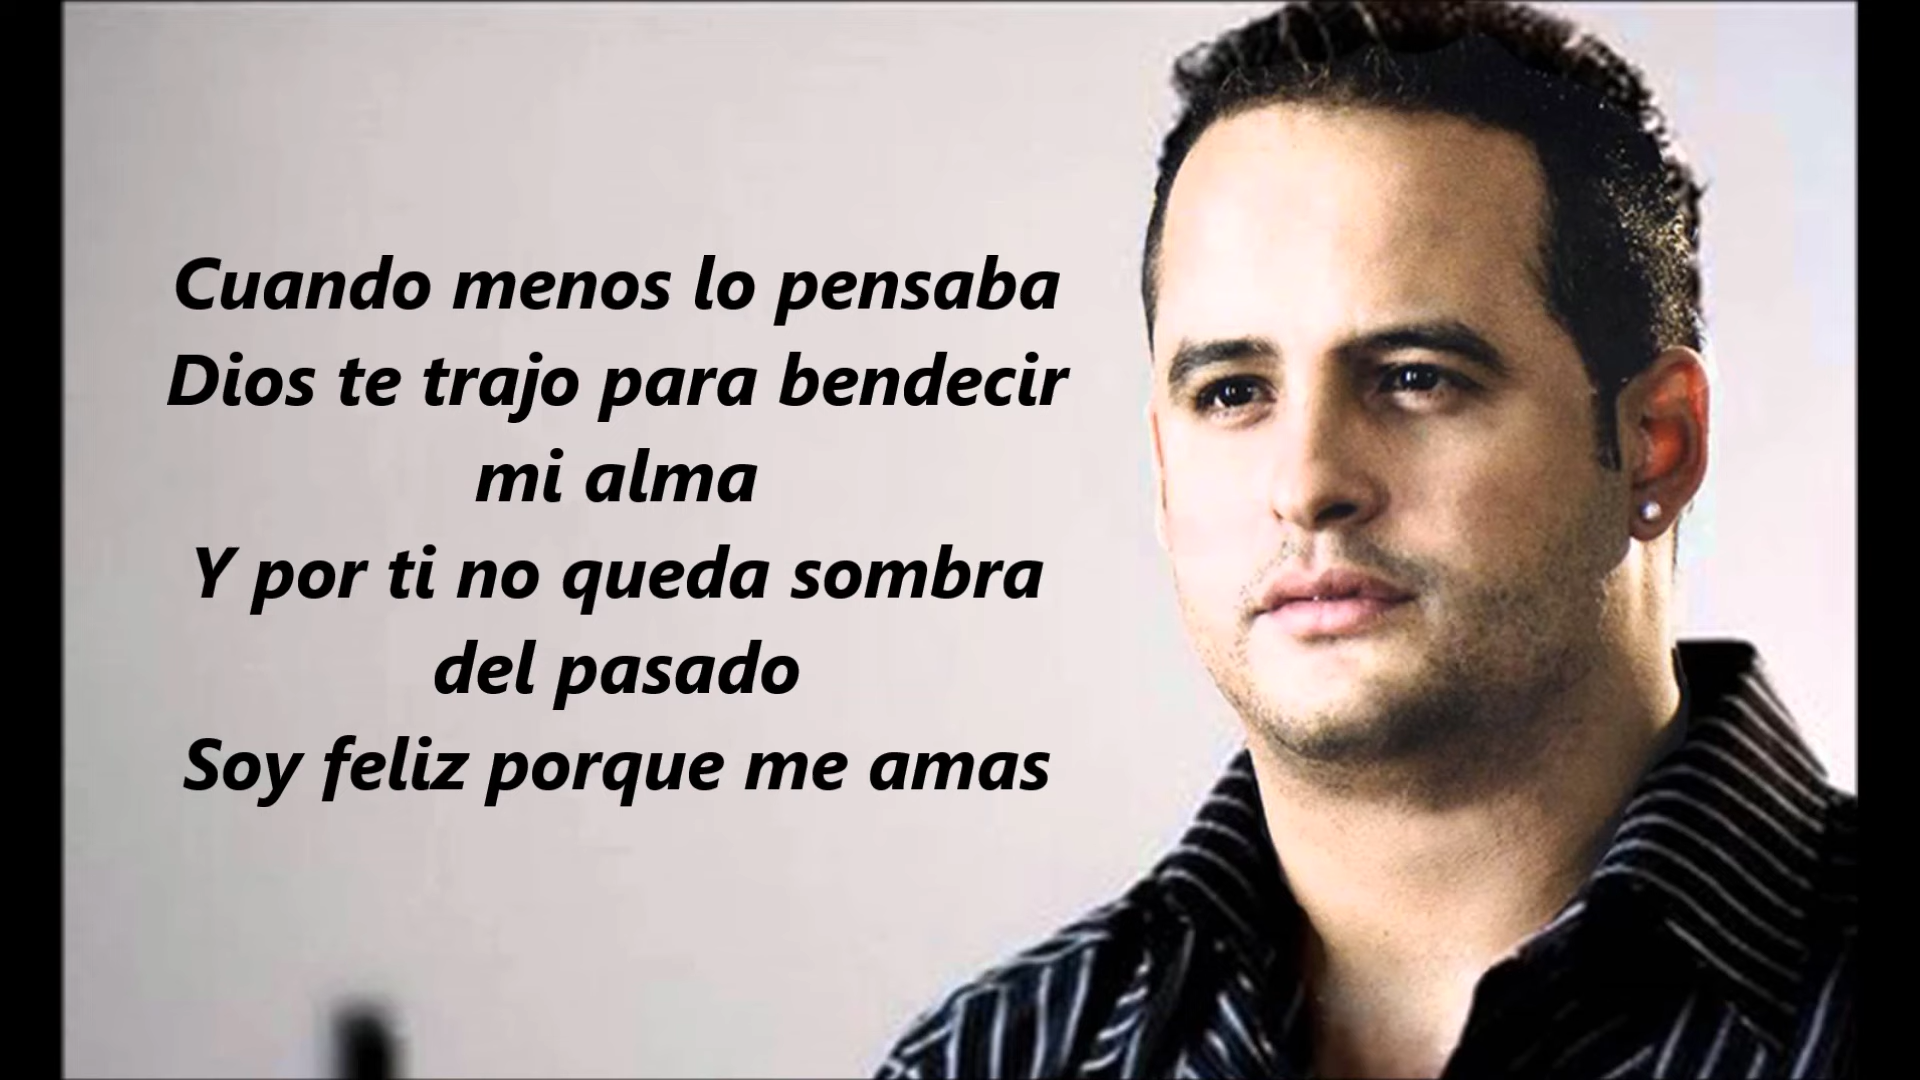 Cuando menos lo pensaba
Dios te trajo para bendecir
mi alma
Y por ti no queda sombra
del pasado
Soy feliz porque me amas